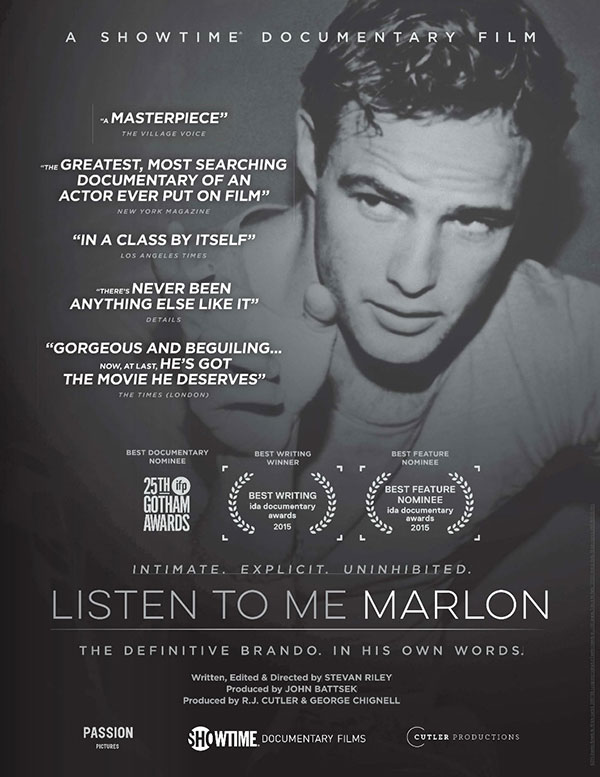 A SHOWTIME® DOCUMENTARY FILM
"A MASTERPIECE"
THE VILLAGE VOICE
"THE GREATEST, MOST SEARCHING
DOCUMENTARY OF AN
ACTOR EVER PUT ON FILM"
NEW YORK MAGAZINE
"IN A CLASS BY ITSELF"
LOS ANGELES TIMES
"THERE'S NEVER BEEN
ANYTHING ELSE LIKE IT"
DETAILS
"GORGEOUS AND BEGUILING...
NOW, AT LAST, HE'S GOT
THE MOVIE HE DESERVES"
THE TIMES (LONDON)
BEST DOCUMENTARY
NOMINEE
25TH ifp
GOTHAM
AWARDS
BEST WRITING
WINNER
BEST WRITING
ida documentary
awards
2015
BEST FEATURE
NOMINEE
BEST FEATURE
NOMINEE
ida documentary
awards
2015
INTIMATE. EXPLICIT. UNINHIBITED.
LISTEN TO ME MARLON
THE DEFINITIVE BRANDO. IN HIS OWN WORDS.
Written, Edited & Directed by STEVAN RILEY
Produced by JOHN BATTSEK
Produced by R.J. CUTLER & GEORGE CHIGNELL
PASSION
PICTURES
SHOWTIME® DOCUMENTARY FILMS
CUTLER PRODUCTIONS